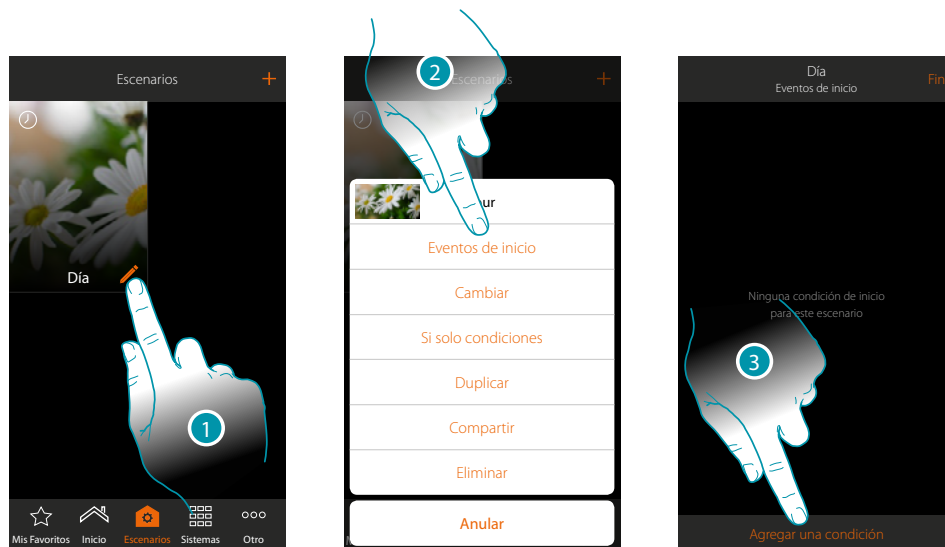 Escenarios +
Día
1
Mis Favoritos Inicio Escenarios Sistemas Otro
2
Escenarios +
ur
Eventos de inicio
Cambiar
Si solo condiciones
Duplicar
Compartir
Eliminar
Anular
M
Día
Eventos de inicio
Fin
Ninguna condición de inicio
para este escenario
3
Agregar una condición